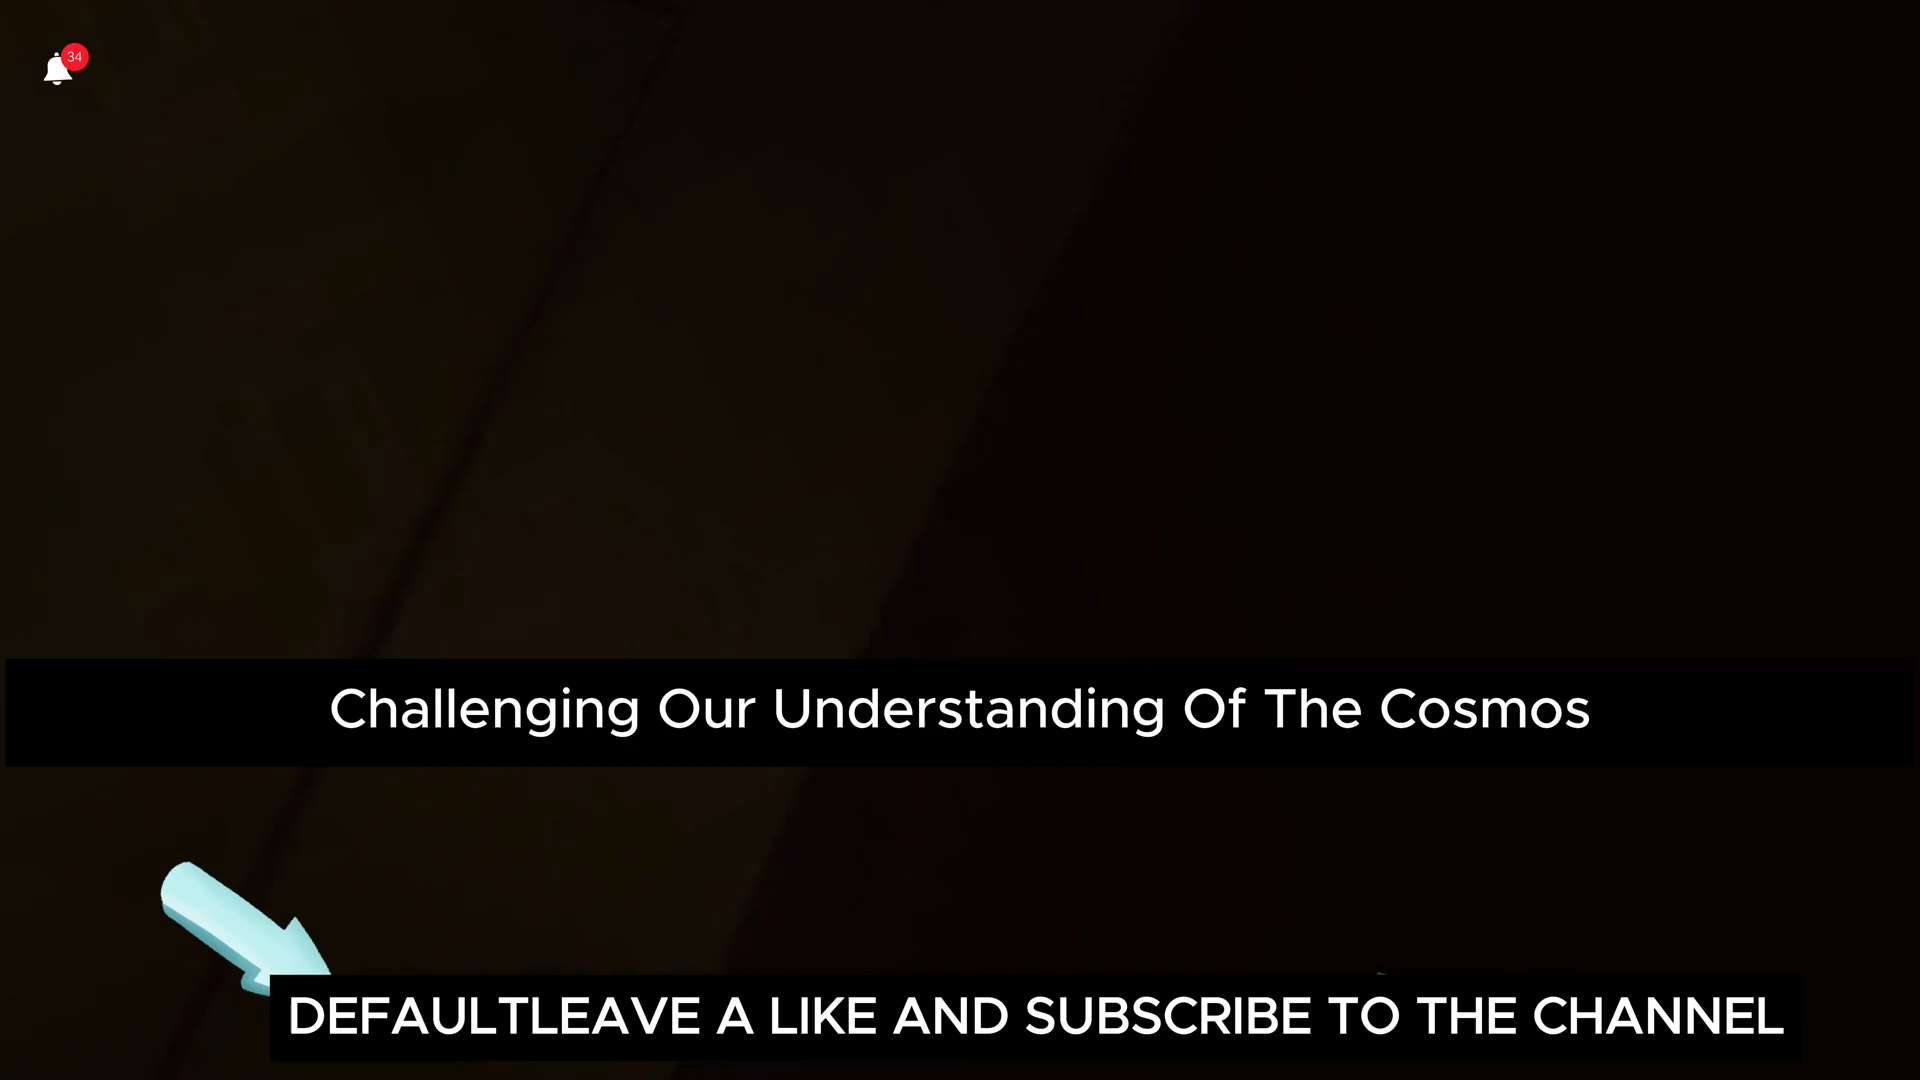 34
Challenging Our Understanding Of The Cosmos
DEFAULTLEAVE A LIKE AND SUBSCRIBE TO THE CHANNEL